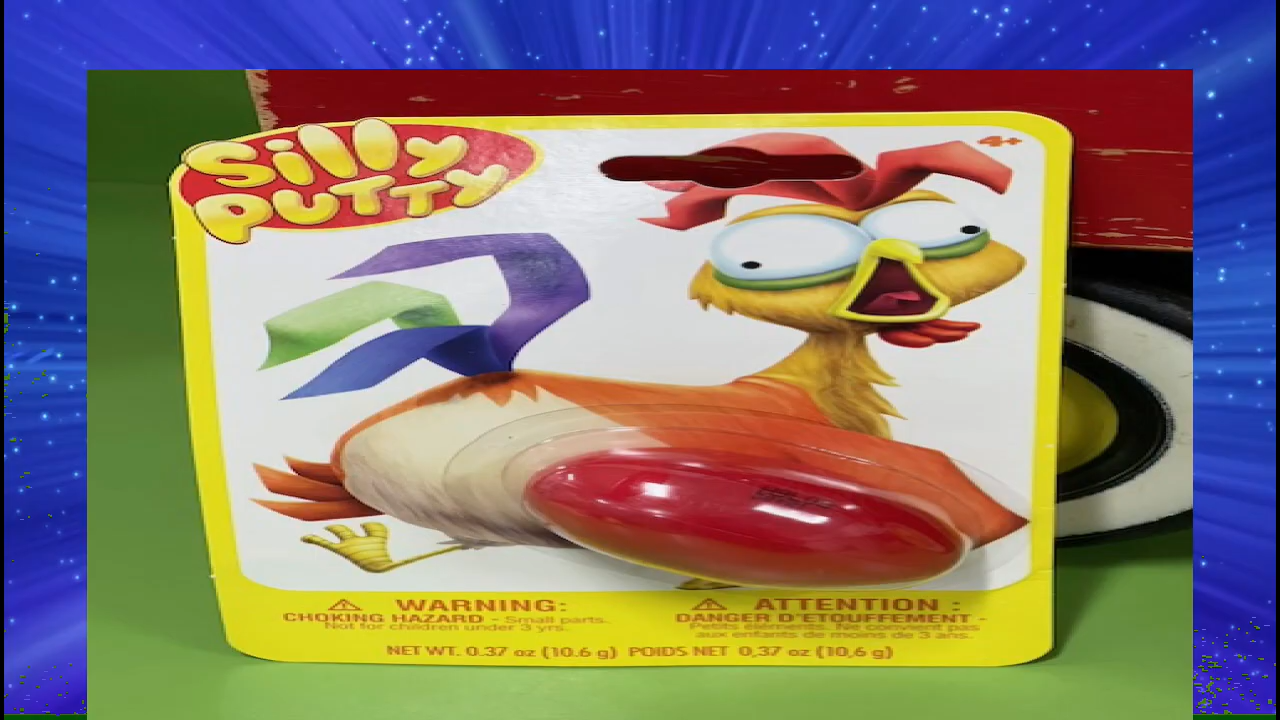 Silly
PUTTY
4+
WARNING:
CHOKING HAZARD - Small parts.
Not for children under 3 yrs.
ATTENTION :
DANGER D'ETOUFFEMENT -
Petits éléments. Ne convient pas
aux enfants de moins de 3 ans.
NET WT. 0.37 oz (10.6 g) POIDS NET 0,37 oz (10,6 g)